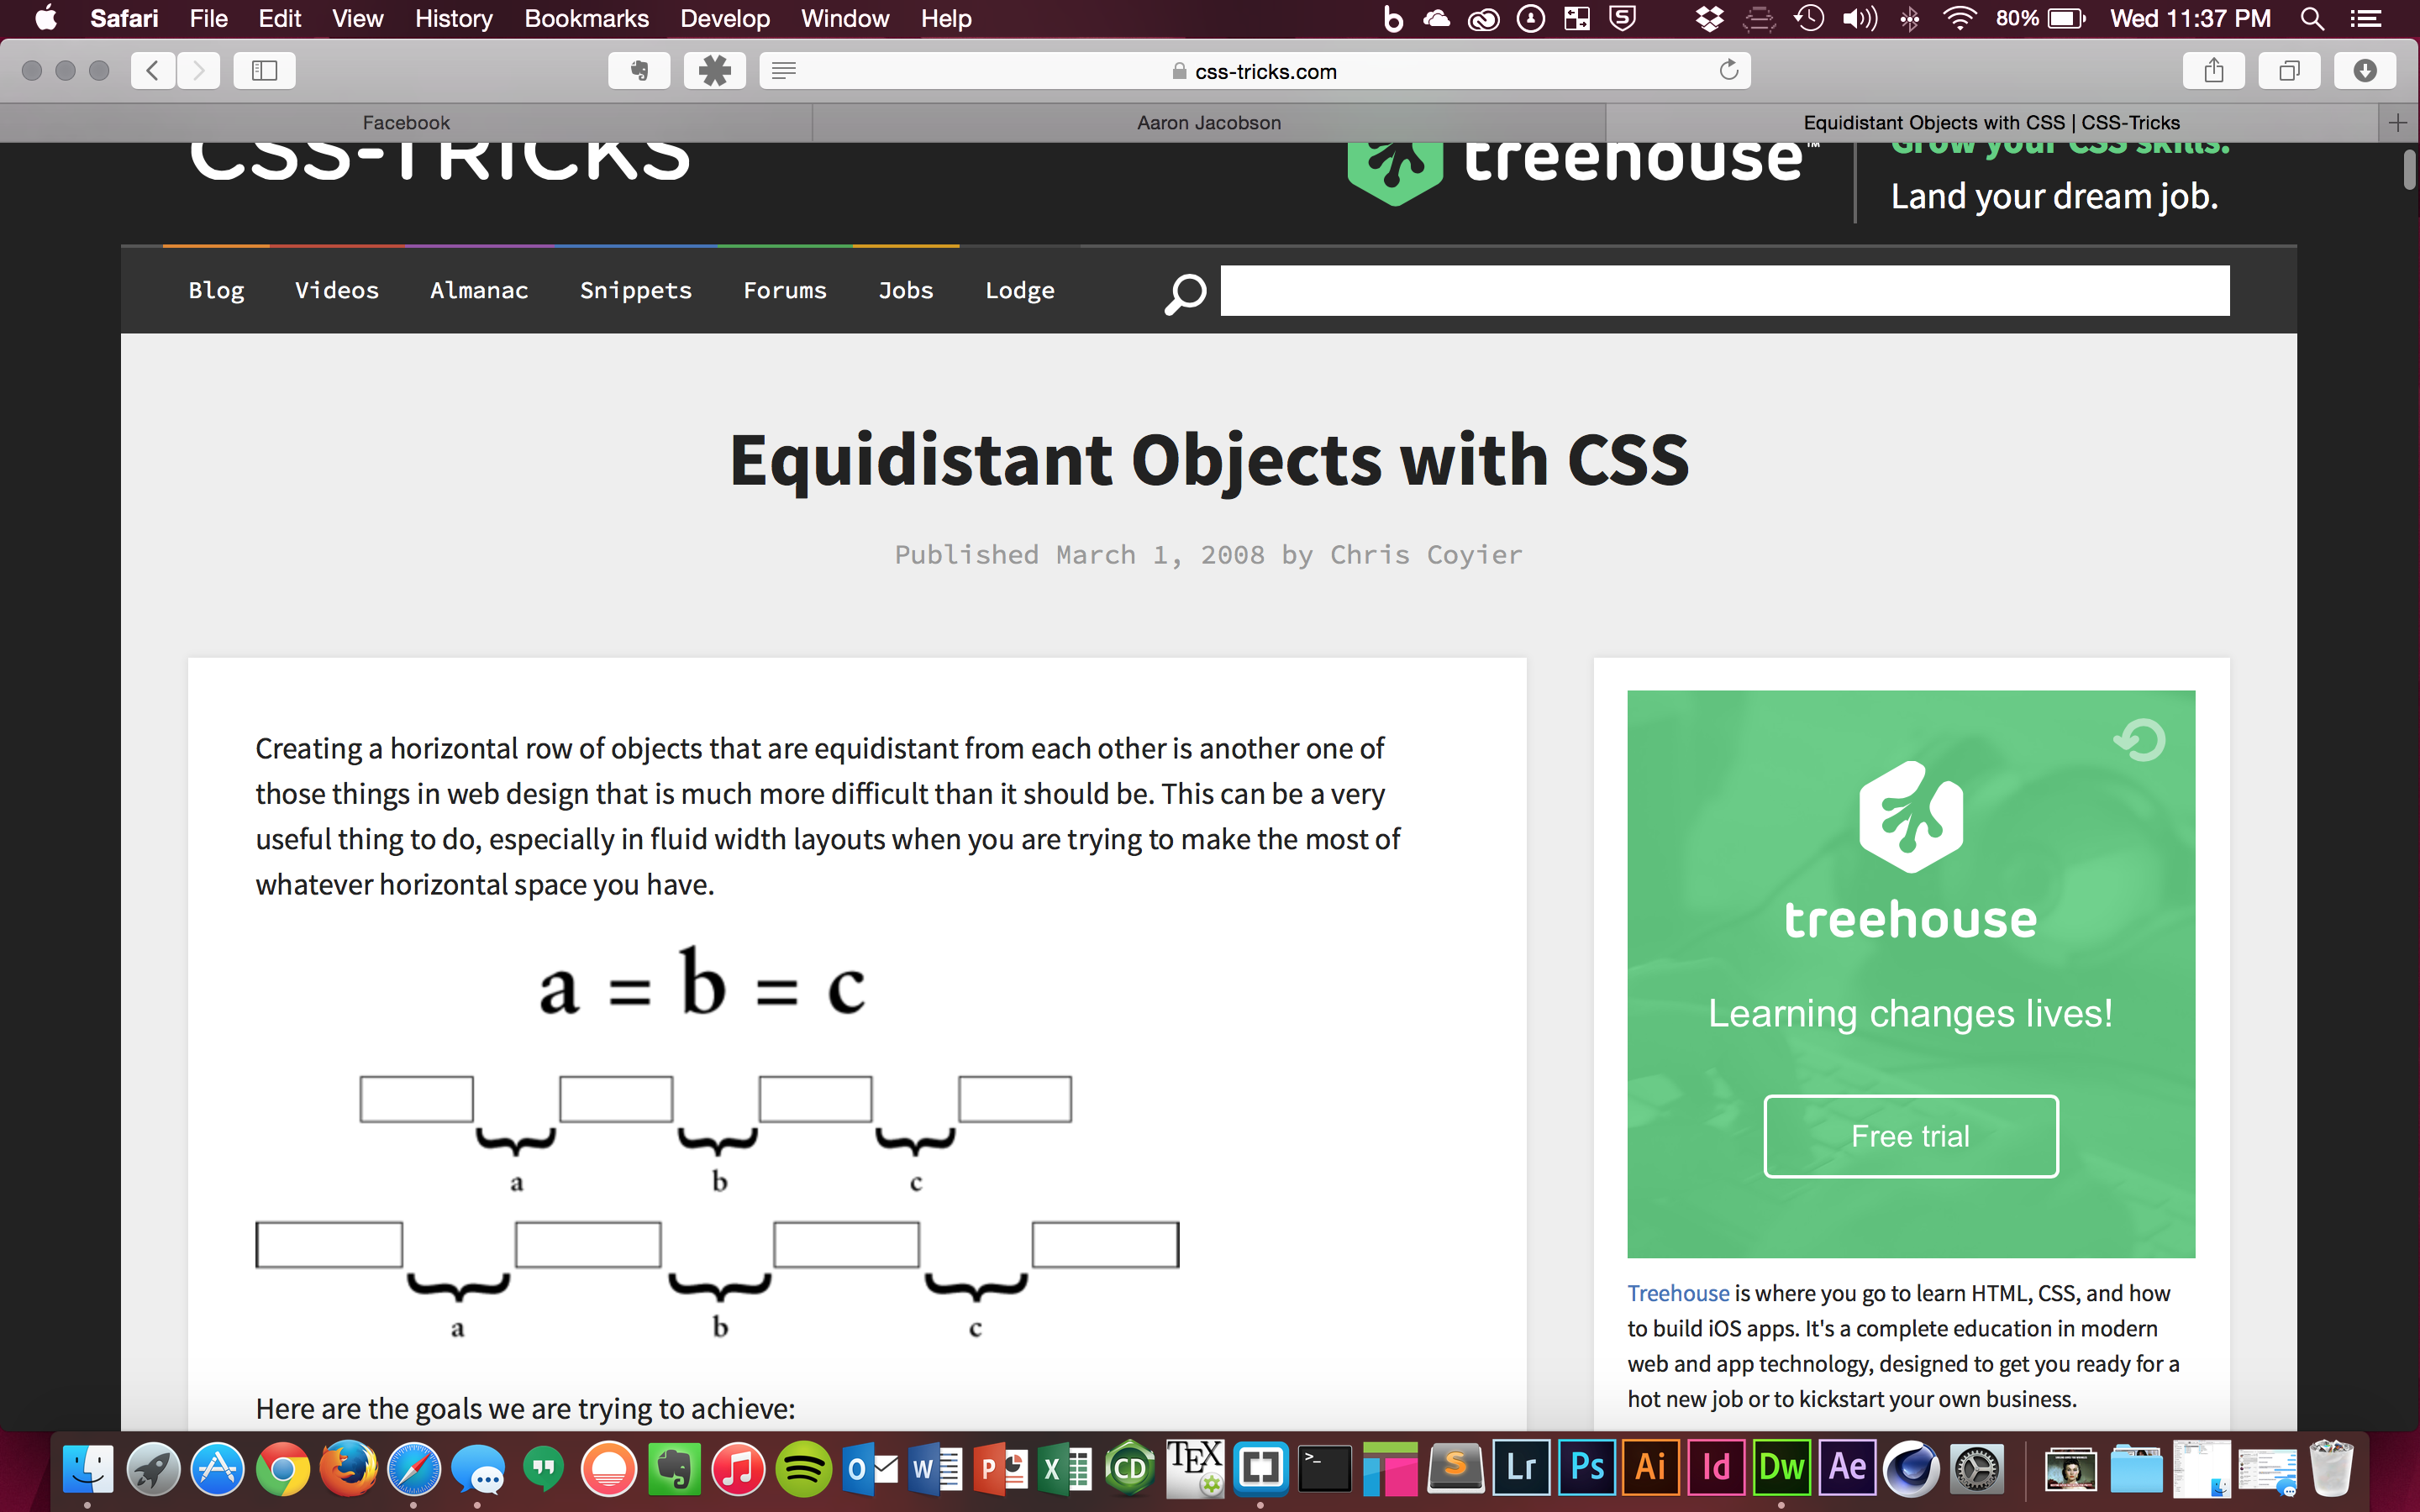 Safari File Edit View History Bookmarks Develop Window Help 80% Wed 11:37 PM
css-tricks.com
Facebook Aaron Jacobson Equidistant Objects with CSS | CSS-Tricks
CSS-TRICKS treehouse™ Grow your CSS skills.
Land your dream job.
Blog Videos Almanac Snippets Forums Jobs Lodge
Equidistant Objects with CSS
Published March 1, 2008 by Chris Coyier
Creating a horizontal row of objects that are equidistant from each other is another one of
those things in web design that is much more difficult than it should be. This can be a very
useful thing to do, especially in fluid width layouts when you are trying to make the most of
whatever horizontal space you have.
a = b = c
a b c
a b c
Here are the goals we are trying to achieve:
treehouse
Learning changes lives!
Free trial
Treehouse is where you go to learn HTML, CSS, and how
to build iOS apps. It's a complete education in modern
web and app technology, designed to get you ready for a
hot new job or to kickstart your own business.
CD TEX >_ S Lr Ps Ai Id Dw Ae